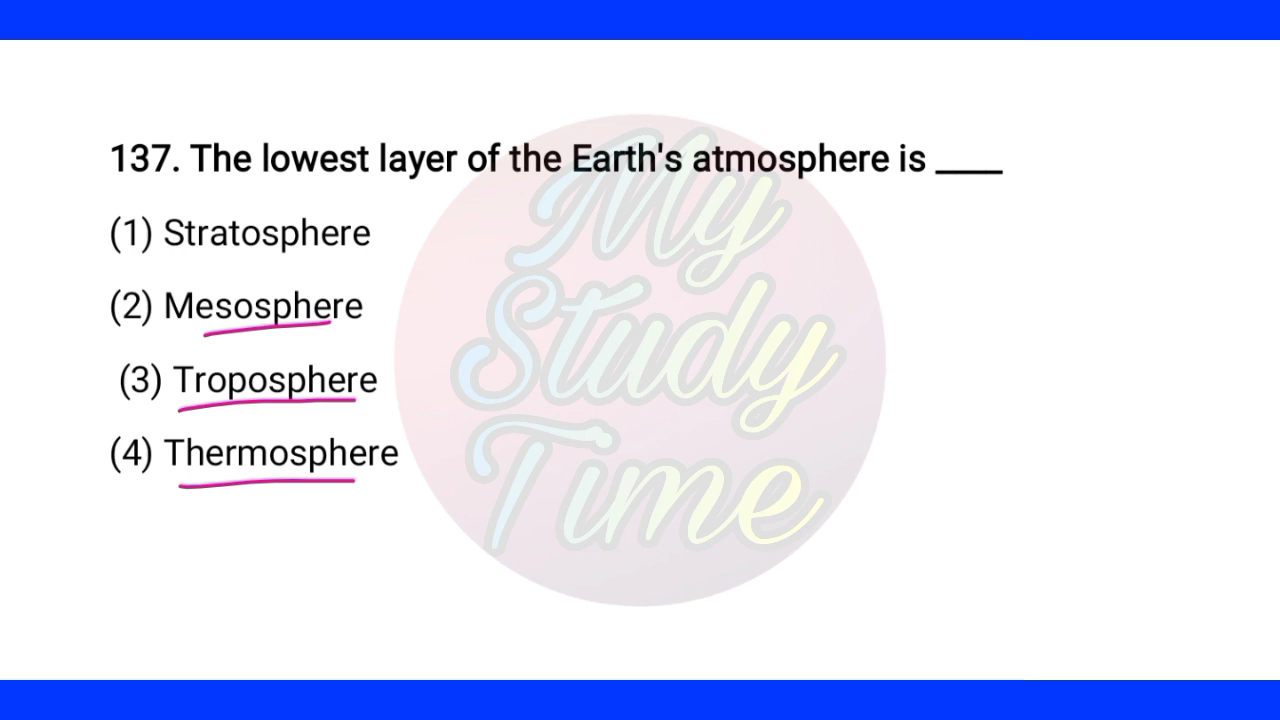 137. The lowest layer of the Earth's atmosphere is ____
(1) Stratosphere
(2) Mesosphere
(3) Troposphere
(4) Thermosphere
My
Study
Time